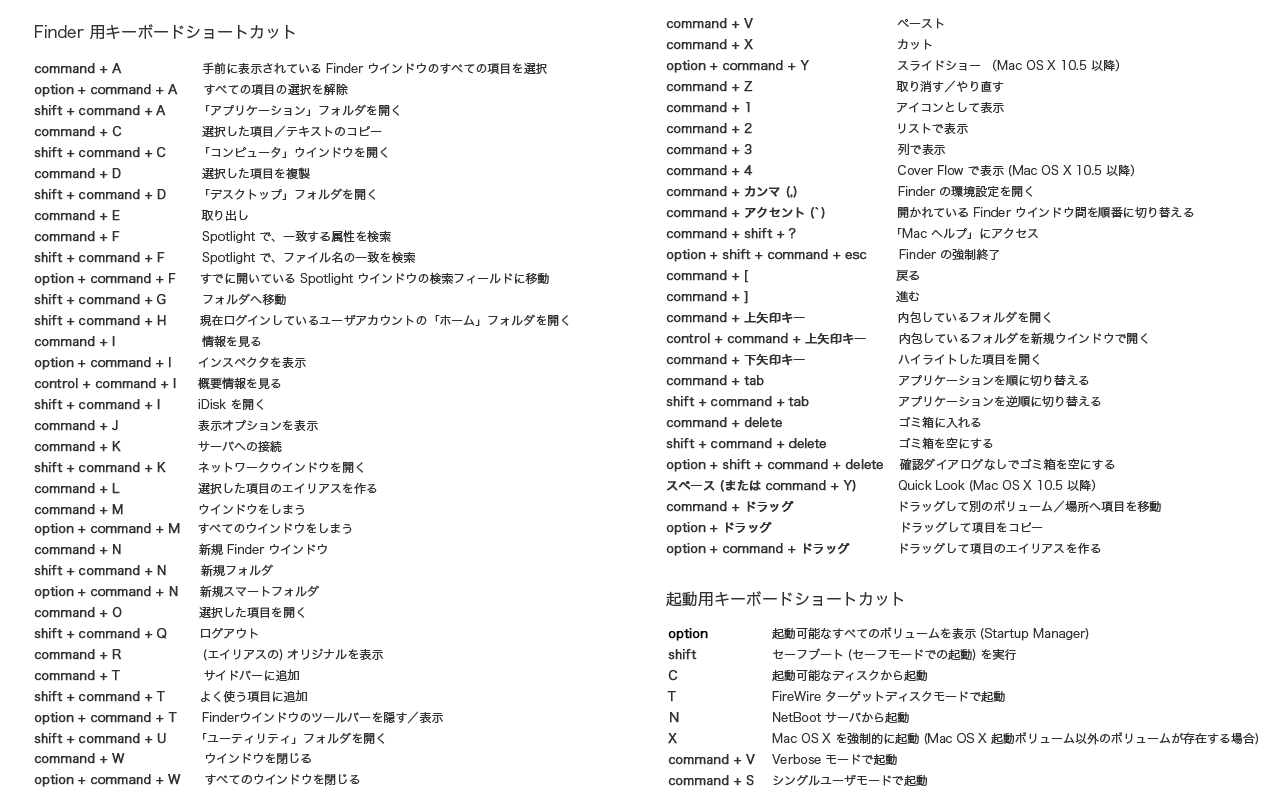 Finder 用キーボードショートカット
command + A 手前に表示されている Finder ウインドウのすべての項目を選択
option + command + A すべての項目の選択を解除
shift + command + A 「アプリケーション」フォルダを開く
command + C 選択した項目／テキストのコピー
shift + command + C 「コンピュータ」ウインドウを開く
command + D 選択した項目を複製
shift + command + D 「デスクトップ」フォルダを開く
command + E 取り出し
command + F Spotlight で、一致する属性を検索
shift + command + F Spotlight で、ファイル名の一致を検索
option + command + F すでに開いている Spotlight ウインドウの検索フィールドに移動
shift + command + G フォルダへ移動
shift + command + H 現在ログインしているユーザアカウントの「ホーム」フォルダを開く
command + I 情報を見る
option + command + I インスペクタを表示
control + command + I 概要情報を見る
shift + command + I iDisk を開く
command + J 表示オプションを表示
command + K サーバへの接続
shift + command + K ネットワークウインドウを開く
command + L 選択した項目のエイリアスを作る
command + M ウインドウをしまう
option + command + M すべてのウインドウをしまう
command + N 新規 Finder ウインドウ
shift + command + N 新規フォルダ
option + command + N 新規スマートフォルダ
command + O 選択した項目を開く
shift + command + Q ログアウト
command + R (エイリアスの) オリジナルを表示
command + T サイドバーに追加
shift + command + T よく使う項目に追加
option + command + T Finderウインドウのツールバーを隠す／表示
shift + command + U 「ユーティリティ」フォルダを開く
command + W ウインドウを閉じる
option + command + W すべてのウインドウを閉じる
command + V ペースト
command + X カット
option + command + Y スライドショー （Mac OS X 10.5 以降）
command + Z 取り消す／やり直す
command + 1 アイコンとして表示
command + 2 リストで表示
command + 3 列で表示
command + 4 Cover Flow で表示 (Mac OS X 10.5 以降)
command + カンマ (,) Finder の環境設定を開く
command + アクセント (`) 開かれている Finder ウインドウ間を順番に切り替える
command + shift + ? 「Mac ヘルプ」にアクセス
option + shift + command + esc Finder の強制終了
command + [ 戻る
command + ] 進む
command + 上矢印キー 内包しているフォルダを開く
control + command + 上矢印キー 内包しているフォルダを新規ウインドウで開く
command + 下矢印キー ハイライトした項目を開く
command + tab アプリケーションを順に切り替える
shift + command + tab アプリケーションを逆順に切り替える
command + delete ゴミ箱に入れる
shift + command + delete ゴミ箱を空にする
option + shift + command + delete 確認ダイアログなしでゴミ箱を空にする
スペース (または command + Y) Quick Look (Mac OS X 10.5 以降)
command + ドラッグ ドラッグして別のボリューム／場所へ項目を移動
option + ドラッグ ドラッグして項目をコピー
option + command + ドラッグ ドラッグして項目のエイリアスを作る
起動用キーボードショートカット
option 起動可能なすべてのボリュームを表示 (Startup Manager)
shift セーフブート (セーフモードでの起動) を実行
C 起動可能なディスクから起動
T FireWire ターゲットディスクモードで起動
N NetBoot サーバから起動
X Mac OS X を強制的に起動 (Mac OS X 起動ボリューム以外のボリュームが存在する場合)
command + V Verbose モードで起動
command + S シングルユーザモードで起動